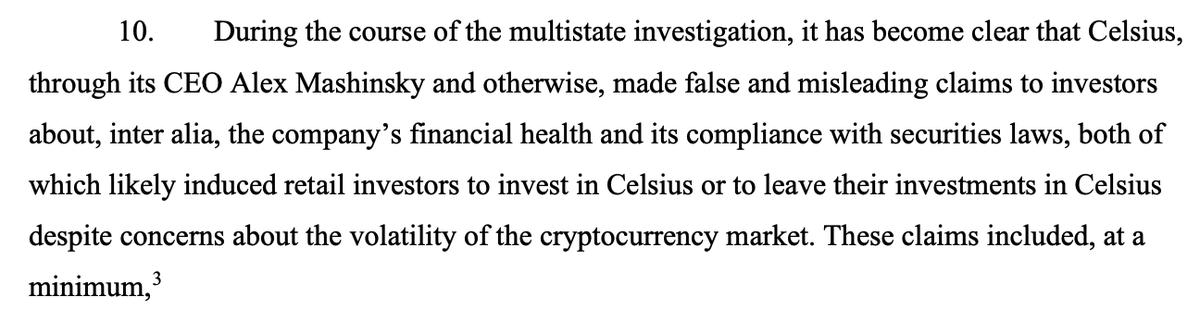 10. During the course of the multistate investigation, it has become clear that Celsius,
through its CEO Alex Mashinsky and otherwise, made false and misleading claims to investors
about, inter alia, the company’s financial health and its compliance with securities laws, both of
which likely induced retail investors to invest in Celsius or to leave their investments in Celsius
despite concerns about the volatility of the cryptocurrency market. These claims included, at a
minimum,³